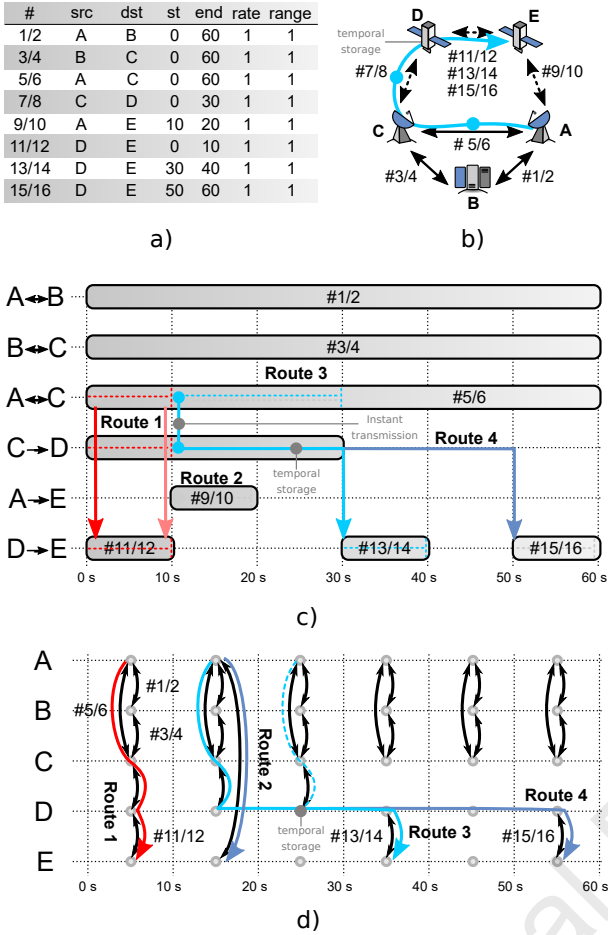 # src dst st end rate range
1/2 A B 0 60 1 1
3/4 B C 0 60 1 1
5/6 A C 0 60 1 1
7/8 C D 0 30 1 1
9/10 A E 10 20 1 1
11/12 D E 0 10 1 1
13/14 D E 30 40 1 1
15/16 D E 50 60 1 1
a)
D E
temporal
storage
#11/12
#13/14
#15/16
#7/8
#9/10
C A
# 5/6
#3/4
#1/2
B
b)
A B
#1/2
B C
#3/4
Route 3
A C
#5/6
Route 1
Instant
transmission
Route 4
C D
temporal
storage
Route 2
A E
#9/10
D E
#11/12
#13/14
#15/16
0 s 10 s 20 s 30 s 40 s 50 s 60 s
c)
A
#1/2
#5/6
B
#3/4
C
Route 1
Route 2
D
Route 4
#11/12
temporal
storage
#13/14
Route 3
#15/16
E
0 s 10 s 20 s 30 s 40 s 50 s 60 s
d)